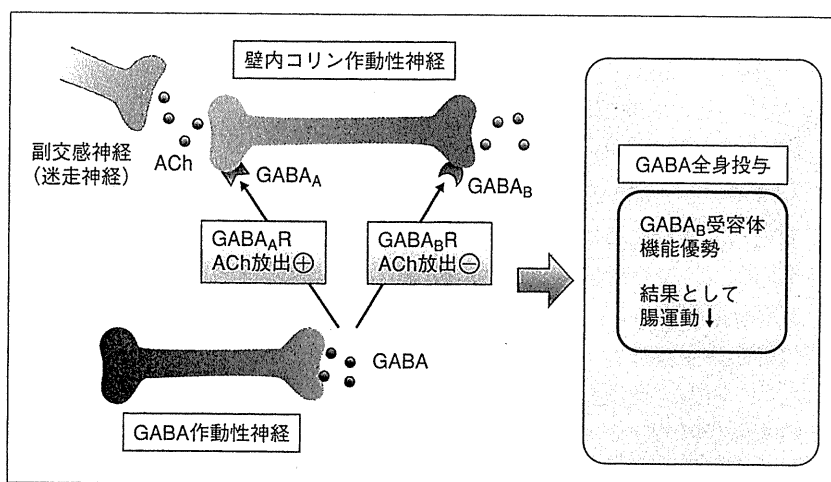 壁内コリン作動性神経
副交感神経
(迷走神経)
ACh
GABAA
GABAB
GABAAR
ACh放出⊕
GABABR
ACh放出⊖
GABA
GABA作動性神経
GABA全身投与
GABAB受容体
機能優勢
結果として
腸運動↓